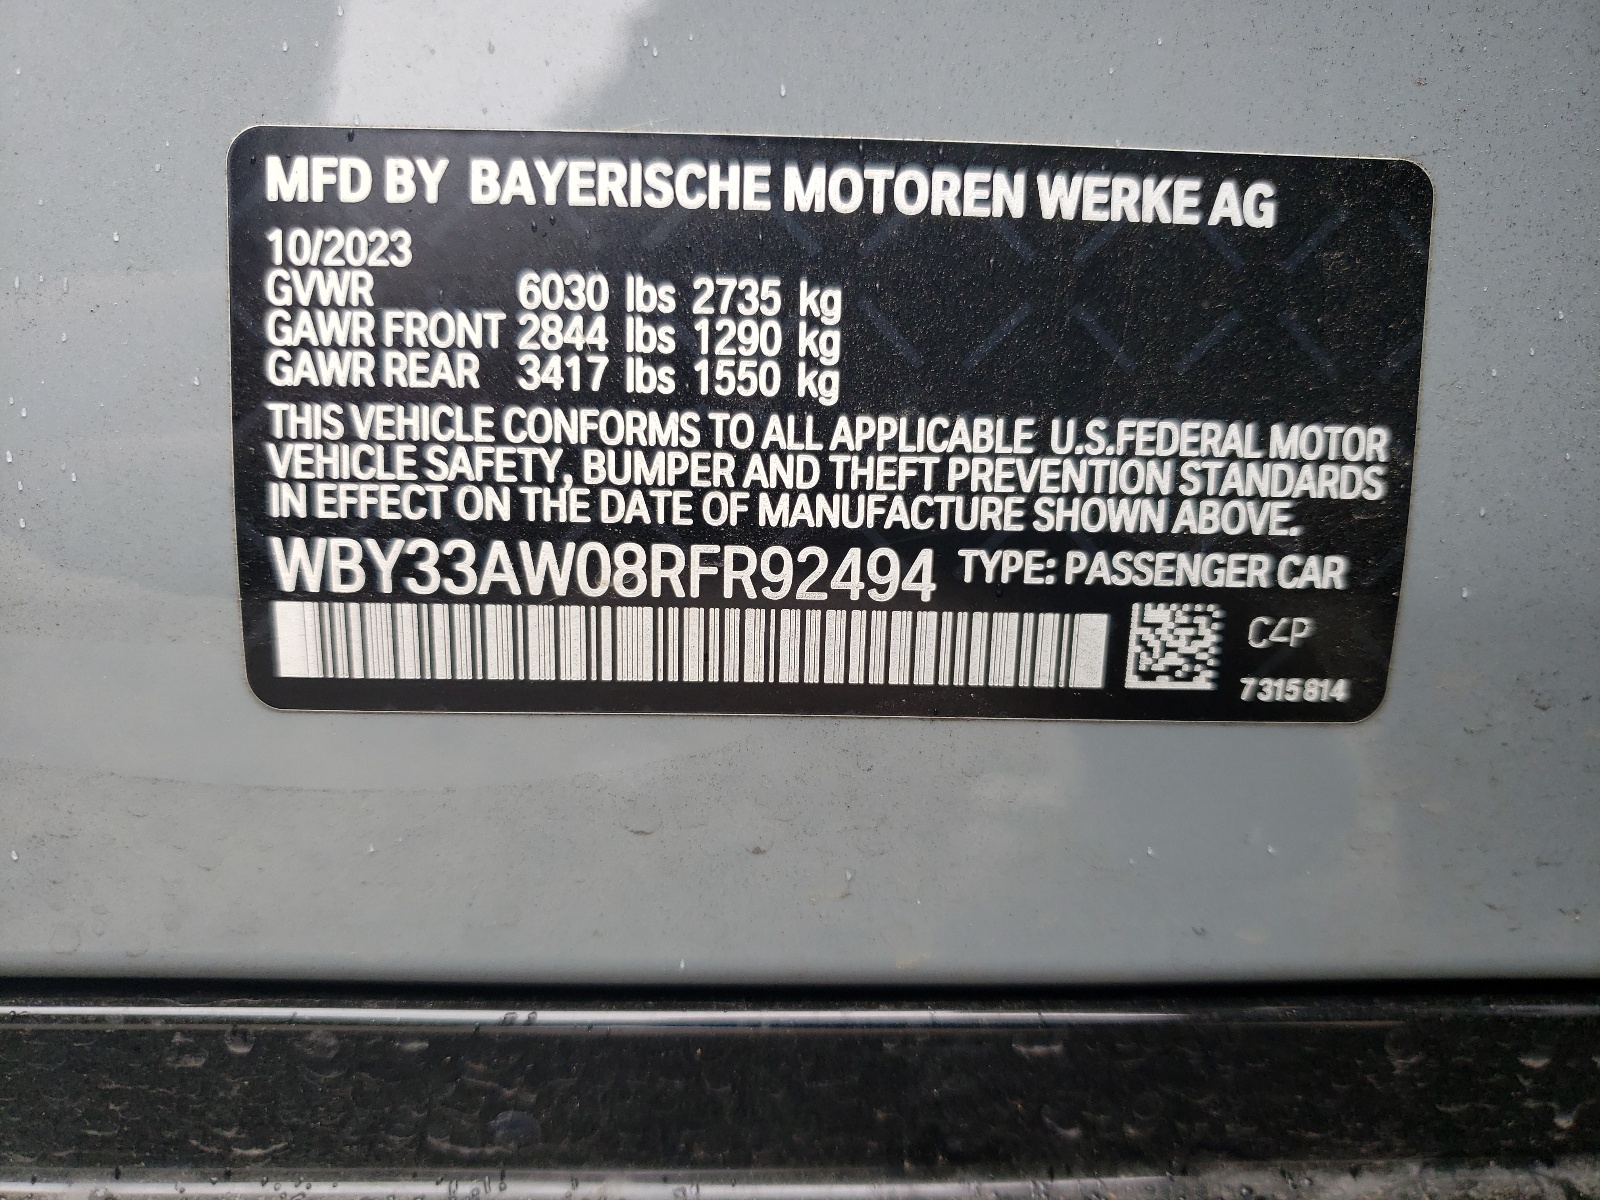 MFD BY BAYERISCHE MOTOREN WERKE AG
10/2023
GVWR 6030 lbs 2735 kg
GAWR FRONT 2844 lbs 1290 kg
GAWR REAR 3417 lbs 1550 kg
THIS VEHICLE CONFORMS TO ALL APPLICABLE U.S.FEDERAL MOTOR
VEHICLE SAFETY, BUMPER AND THEFT PREVENTION STANDARDS
IN EFFECT ON THE DATE OF MANUFACTURE SHOWN ABOVE.
WBY33AW08RFR92494 TYPE: PASSENGER CAR
C4P
7315814